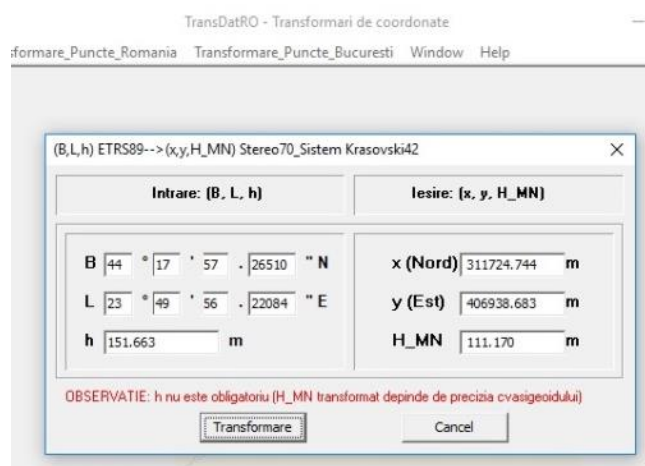 TransDatRO - Transformari de coordonate
sformare_Puncte_Romania Transformare_Puncte_Bucuresti Window Help
(B,L,h) ETRS89-->(x,y,H_MN) Stereo70_Sistem Krasovski42
Intrare: (B, L, h) Iesire: (x, y, H_MN)
B 44 ° 17 ' 57 . 26510 " N x (Nord) 311724.744 m
L 23 ° 49 ' 56 . 22084 " E y (Est) 406938.683 m
h 151.663 m H_MN 111.170 m
OBSERVATIE: h nu este obligatoriu (H_MN transformat depinde de precizia cvasigeoidului)
Transformare Cancel